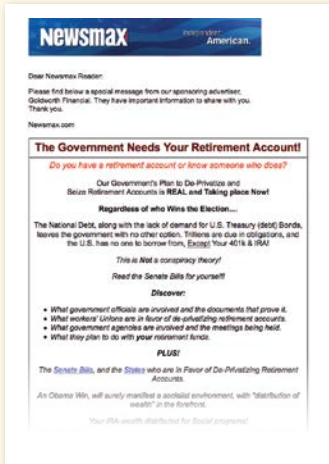 Newsmax
Independent.
American.
Dear Newsmax Reader:
Please find below a special message from our sponsoring advertiser,
Goldworth Financial. They have important information to share with you.
Thank you.
Newsmax.com
The Government Needs Your Retirement Account!
Do you have a retirement account or know someone who does?
Our Government's Plan to De-Privatize and
Seize Retirement Accounts is REAL and Taking place Now!
Regardless of who Wins the Election....
The National Debt, along with the lack of demand for U.S. Treasury (debt) Bonds,
leaves the government with no other option. Trillions are due in obligations, and
the U.S. has no one to borrow from, Except Your 401k & IRA!
This is Not a conspiracy theory!
Read the Senate Bills for yourself!
Discover:
• What government officials are involved and the documents that prove it.
• What workers' Unions are in favor of de-privatizing retirement accounts.
• What government agencies are involved and the meetings being held.
• What they plan to do with your retirement funds.
PLUS!
The Senate Bills, and the States who are in Favor of De-Privatizing Retirement
Accounts.
An Obama Win, will surely manifest a socialist environment, with "distribution of
wealth" in the forefront.
Your IRA wealth distributed for Social programs!